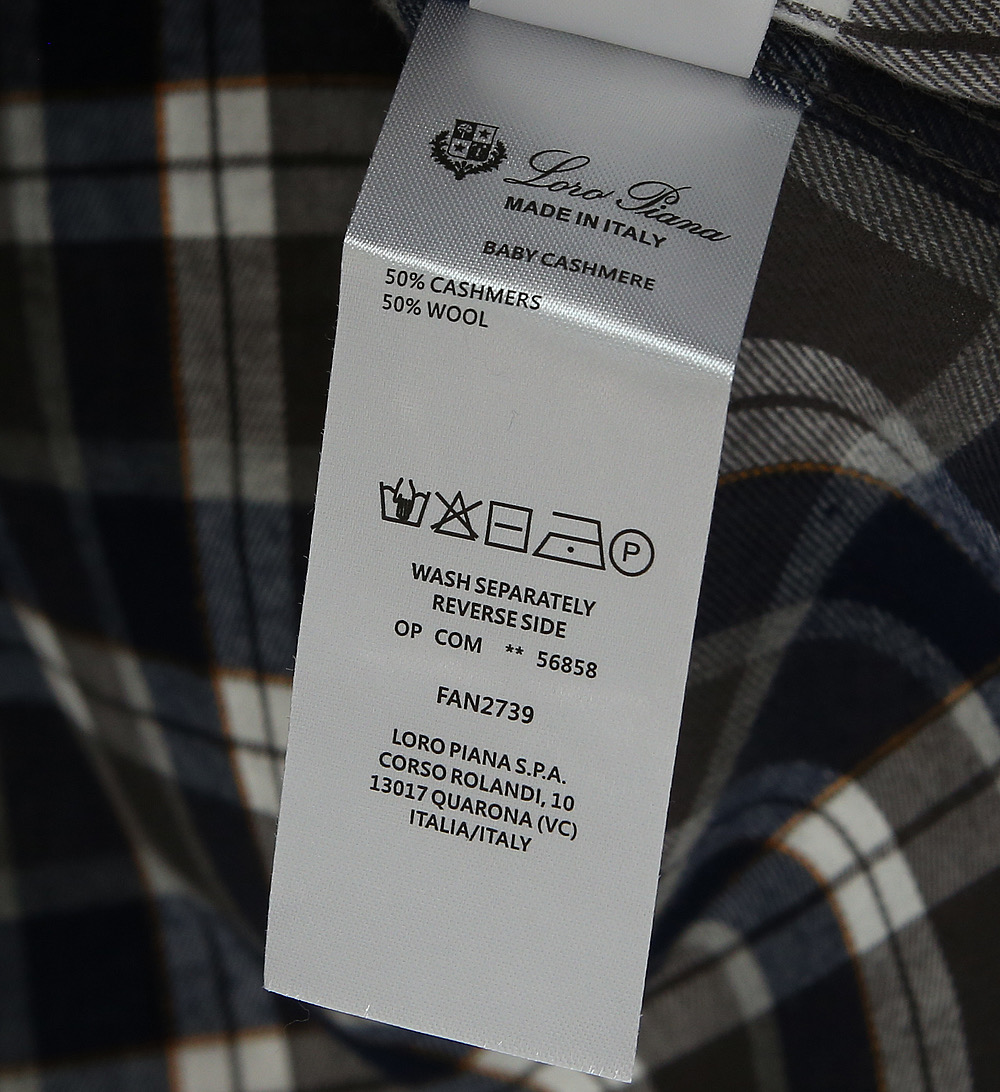 Loro Piana
MADE IN ITALY
BABY CASHMERE
50% CASHMERS
50% WOOL
P
WASH SEPARATELY
REVERSE SIDE
OP COM ** 56858
FAN2739
LORO PIANA S.P.A.
CORSO ROLANDI, 10
13017 QUARONA (VC)
ITALIA/ITALY